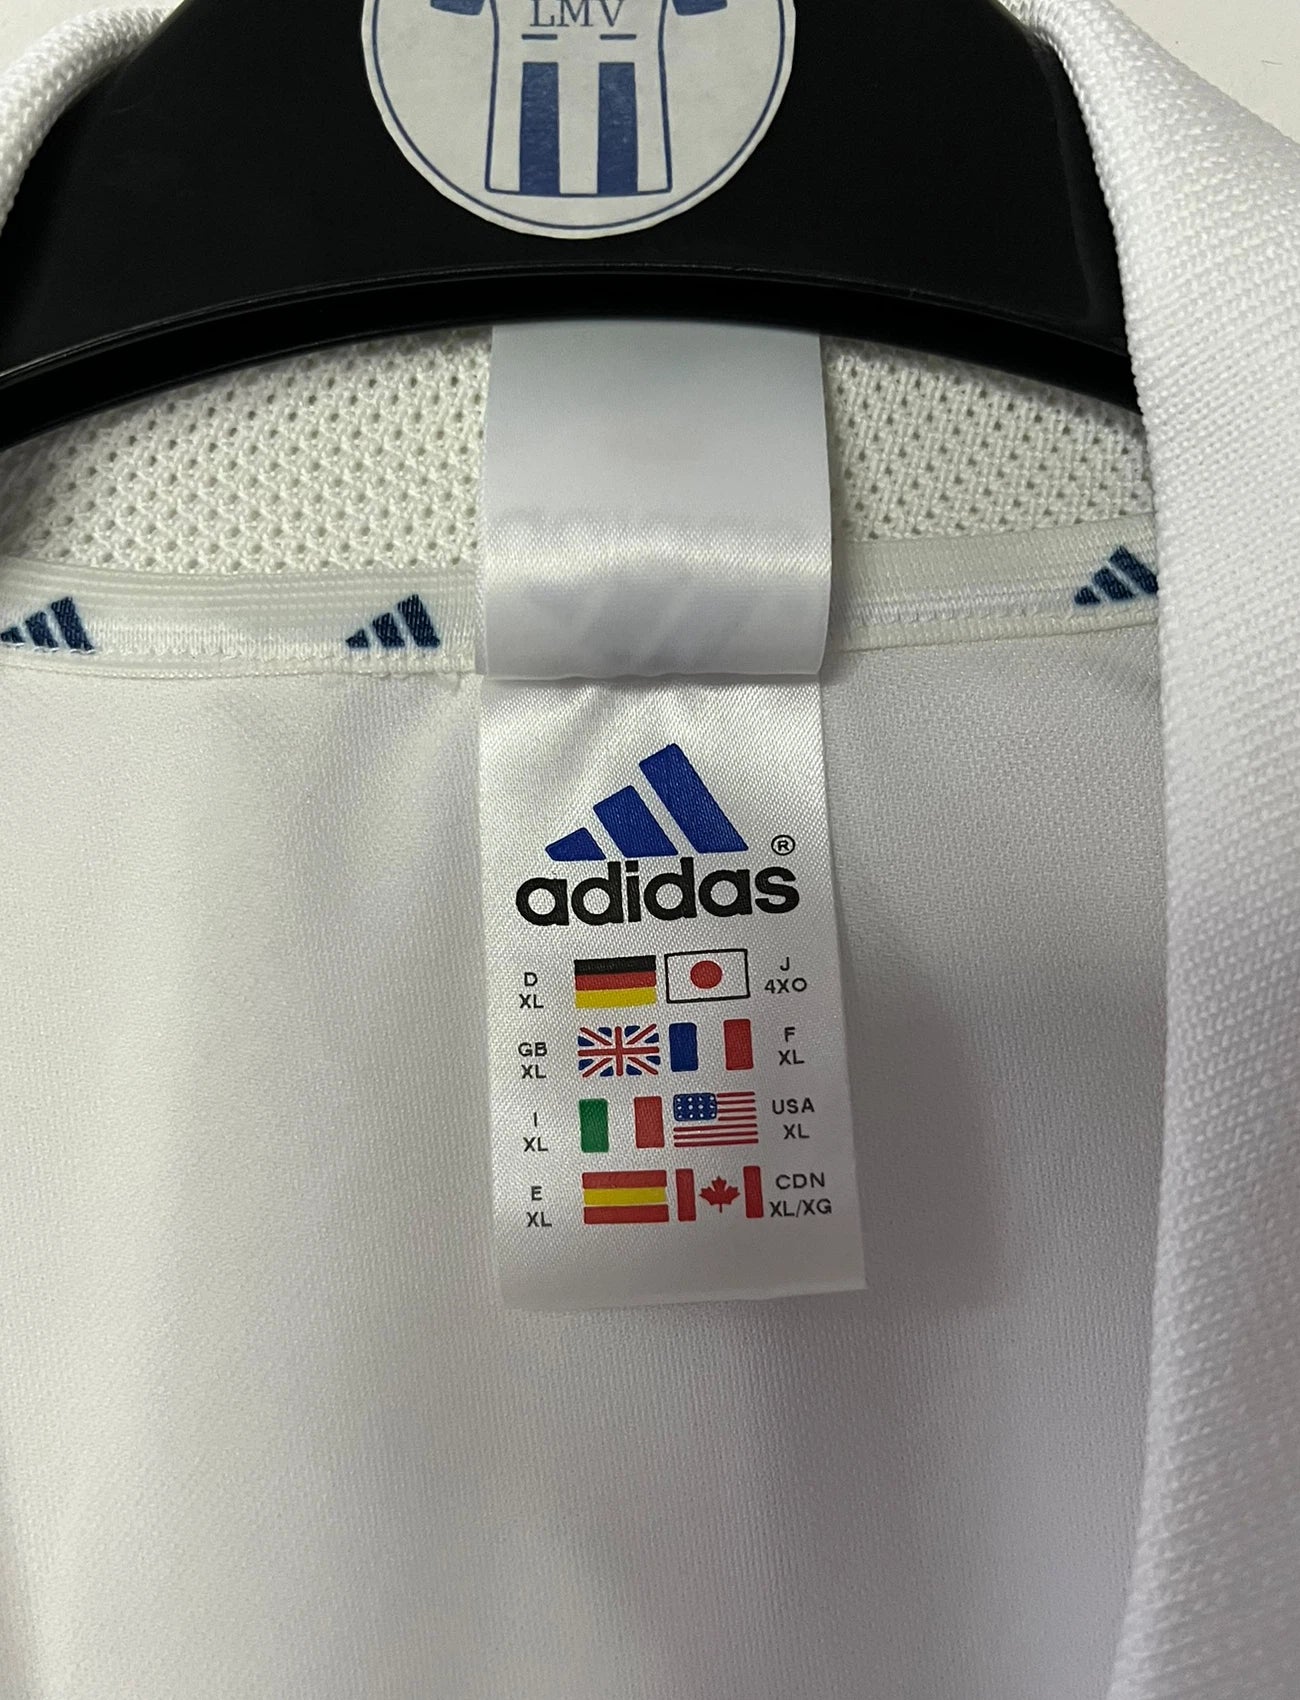 LMV
adidas®
D XL J 4XO
GB XL F XL
I XL USA XL
E XL CDN XL/XG